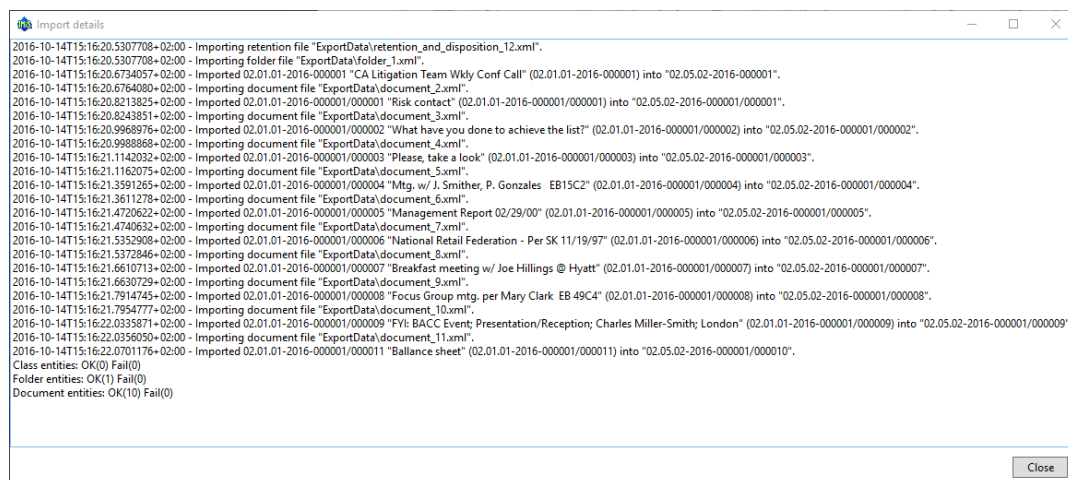 Import details
2016-10-14T15:16:20.5307708+02:00 - Importing retention file "ExportData\retention_and_disposition_12.xml".
2016-10-14T15:16:20.5307708+02:00 - Importing folder file "ExportData\folder_1.xml".
2016-10-14T15:16:20.6734057+02:00 - Imported 02.01.01-2016-000001 "CA Litigation Team Wkly Conf Call" (02.01.01-2016-000001) into "02.05.02-2016-000001".
2016-10-14T15:16:20.6764080+02:00 - Importing document file "ExportData\document_2.xml".
2016-10-14T15:16:20.8213825+02:00 - Imported 02.01.01-2016-000001/000001 "Risk contact" (02.01.01-2016-000001/000001) into "02.05.02-2016-000001/000001".
2016-10-14T15:16:20.8243851+02:00 - Importing document file "ExportData\document_3.xml".
2016-10-14T15:16:20.9968976+02:00 - Imported 02.01.01-2016-000001/000002 "What have you done to achieve the list?" (02.01.01-2016-000001/000002) into "02.05.02-2016-000001/000002".
2016-10-14T15:16:20.9988868+02:00 - Importing document file "ExportData\document_4.xml".
2016-10-14T15:16:21.1142032+02:00 - Imported 02.01.01-2016-000001/000003 "Please, take a look" (02.01.01-2016-000001/000003) into "02.05.02-2016-000001/000003".
2016-10-14T15:16:21.1162075+02:00 - Importing document file "ExportData\document_5.xml".
2016-10-14T15:16:21.3591265+02:00 - Imported 02.01.01-2016-000001/000004 "Mtg. w/ J. Smither, P. Gonzales   EB15C2" (02.01.01-2016-000001/000004) into "02.05.02-2016-000001/000004".
2016-10-14T15:16:21.3611278+02:00 - Importing document file "ExportData\document_6.xml".
2016-10-14T15:16:21.4720622+02:00 - Imported 02.01.01-2016-000001/000005 "Management Report 02/29/00" (02.01.01-2016-000001/000005) into "02.05.02-2016-000001/000005".
2016-10-14T15:16:21.4740632+02:00 - Importing document file "ExportData\document_7.xml".
2016-10-14T15:16:21.5352908+02:00 - Imported 02.01.01-2016-000001/000006 "National Retail Federation - Per SK 11/19/97" (02.01.01-2016-000001/000006) into "02.05.02-2016-000001/000006".
2016-10-14T15:16:21.5372846+02:00 - Importing document file "ExportData\document_8.xml".
2016-10-14T15:16:21.6610713+02:00 - Imported 02.01.01-2016-000001/000007 "Breakfast meeting w/ Joe Hillings @ Hyatt" (02.01.01-2016-000001/000007) into "02.05.02-2016-000001/000007".
2016-10-14T15:16:21.6630729+02:00 - Importing document file "ExportData\document_9.xml".
2016-10-14T15:16:21.7914745+02:00 - Imported 02.01.01-2016-000001/000008 "Focus Group mtg. per Mary Clark  EB 49C4" (02.01.01-2016-000001/000008) into "02.05.02-2016-000001/000008".
2016-10-14T15:16:21.7954777+02:00 - Importing document file "ExportData\document_10.xml".
2016-10-14T15:16:22.0335871+02:00 - Imported 02.01.01-2016-000001/000009 "FYI: BACC Event; Presentation/Reception; Charles Miller-Smith; London" (02.01.01-2016-000001/000009) into "02.05.02-2016-000001/000009"
2016-10-14T15:16:22.0356050+02:00 - Importing document file "ExportData\document_11.xml".
2016-10-14T15:16:22.0701176+02:00 - Imported 02.01.01-2016-000001/000011 "Ballance sheet" (02.01.01-2016-000001/000011) into "02.05.02-2016-000001/000010".
Class entities: OK(0) Fail(0)
Folder entities: OK(1) Fail(0)
Document entities: OK(10) Fail(0)
Close